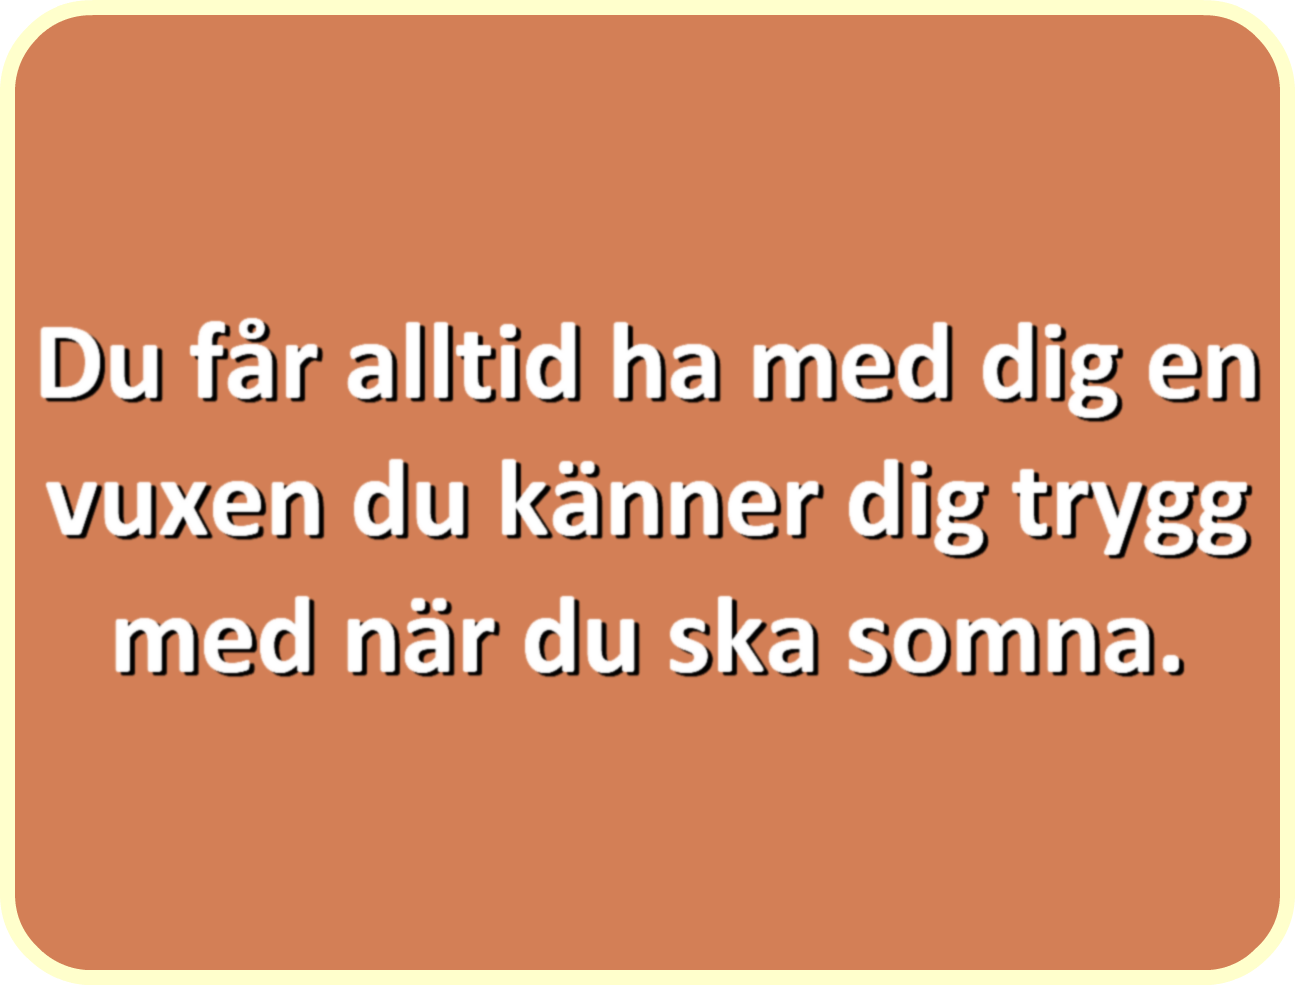 Du får alltid ha med dig en
vuxen du känner dig trygg
med när du ska somna.